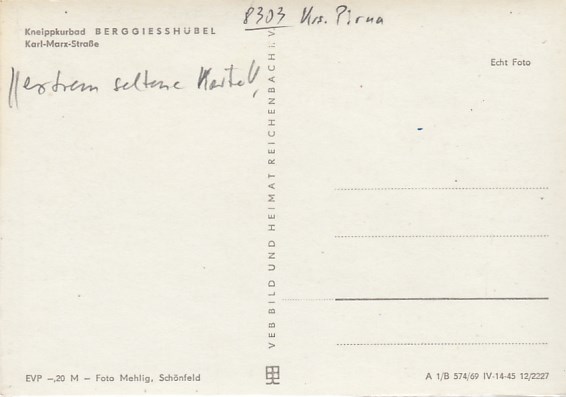 8303 Krs. Pirna
Kneippkurbad BERGGIESSHÜBEL
Karl-Marx-Straße
Echt Foto
extrem seltene Karte!
VEB BILD UND HEIMAT REICHENBACH I. V.
EVP –,20 M – Foto Mehlig, Schönfeld
A 1/B 574/69 IV-14-45 12/2227